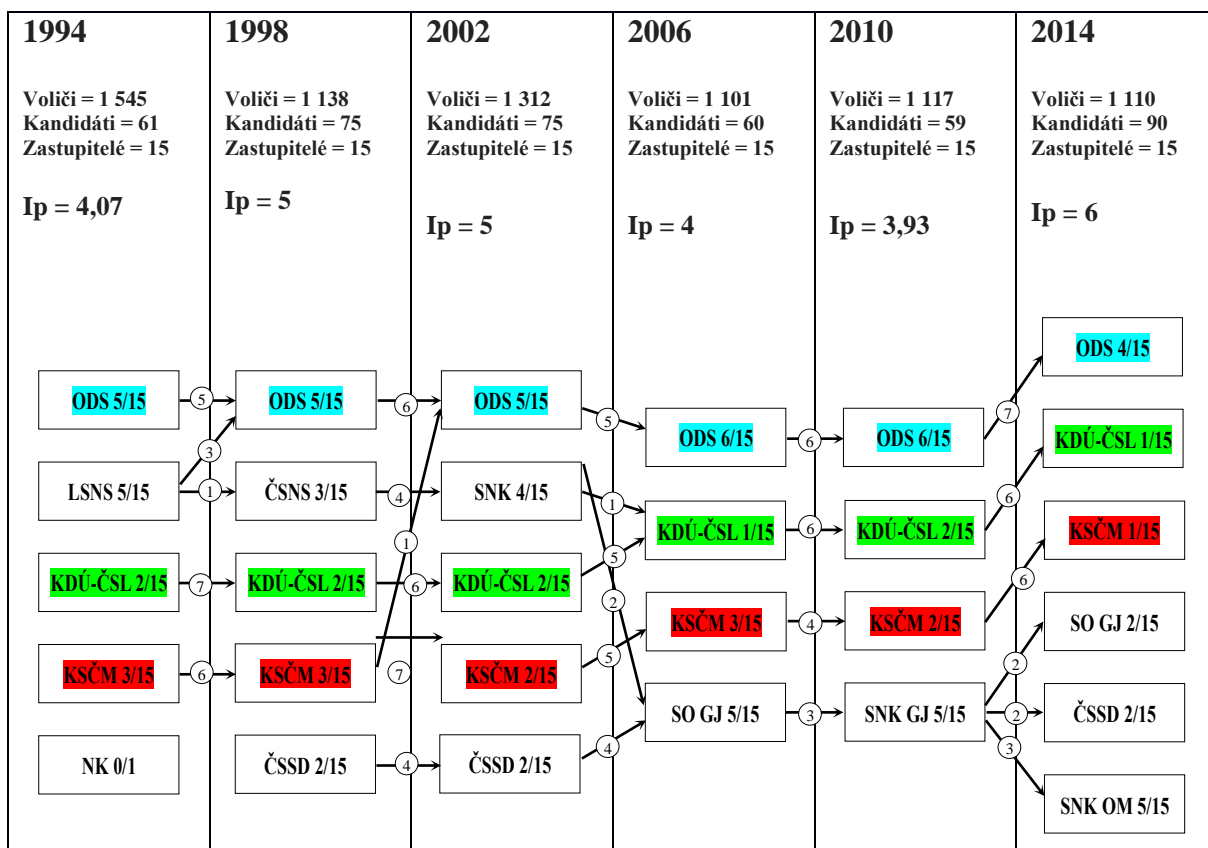 1994
Voliči = 1 545
Kandidáti = 61
Zastupitelé = 15
Ip = 4,07
ODS 5/15
LSNS 5/15
KDÚ-ČSL 2/15
KSČM 3/15
NK 0/1
5
3
1
7
6
1998
Voliči = 1 138
Kandidáti = 75
Zastupitelé = 15
Ip = 5
ODS 5/15
ČSNS 3/15
KDÚ-ČSL 2/15
KSČM 3/15
ČSSD 2/15
6
4
1
6
7
4
2002
Voliči = 1 312
Kandidáti = 75
Zastupitelé = 15
Ip = 5
ODS 5/15
SNK 4/15
KDÚ-ČSL 2/15
KSČM 2/15
ČSSD 2/15
5
1
5
2
5
4
2006
Voliči = 1 101
Kandidáti = 60
Zastupitelé = 15
Ip = 4
ODS 6/15
KDÚ-ČSL 1/15
KSČM 3/15
SO GJ 5/15
6
6
4
3
2010
Voliči = 1 117
Kandidáti = 59
Zastupitelé = 15
Ip = 3,93
ODS 6/15
KDÚ-ČSL 2/15
KSČM 2/15
SNK GJ 5/15
7
6
6
2
2
3
2014
Voliči = 1 110
Kandidáti = 90
Zastupitelé = 15
Ip = 6
ODS 4/15
KDÚ-ČSL 1/15
KSČM 1/15
SO GJ 2/15
ČSSD 2/15
SNK OM 5/15